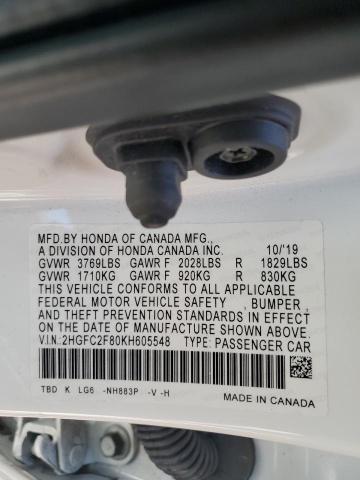 MFD.BY HONDA OF CANADA MFG.,
A DIVISION OF HONDA CANADA INC. 10/'19
GVWR 3769LBS GAWR F 2028LBS R 1829LBS
GVWR 1710KG GAWR F 920KG R 830KG
THIS VEHICLE CONFORMS TO ALL APPLICABLE
FEDERAL MOTOR VEHICLE SAFETY , BUMPER ,
AND THEFT PREVENTION STANDARDS IN EFFECT
ON THE DATE OF MANUFACTURE SHOWN ABOVE.
V.I.N.:2HGFC2F80KH605548 TYPE: PASSENGER CAR
TBD K LG6 -NH883P -V-H
MADE IN CANADA